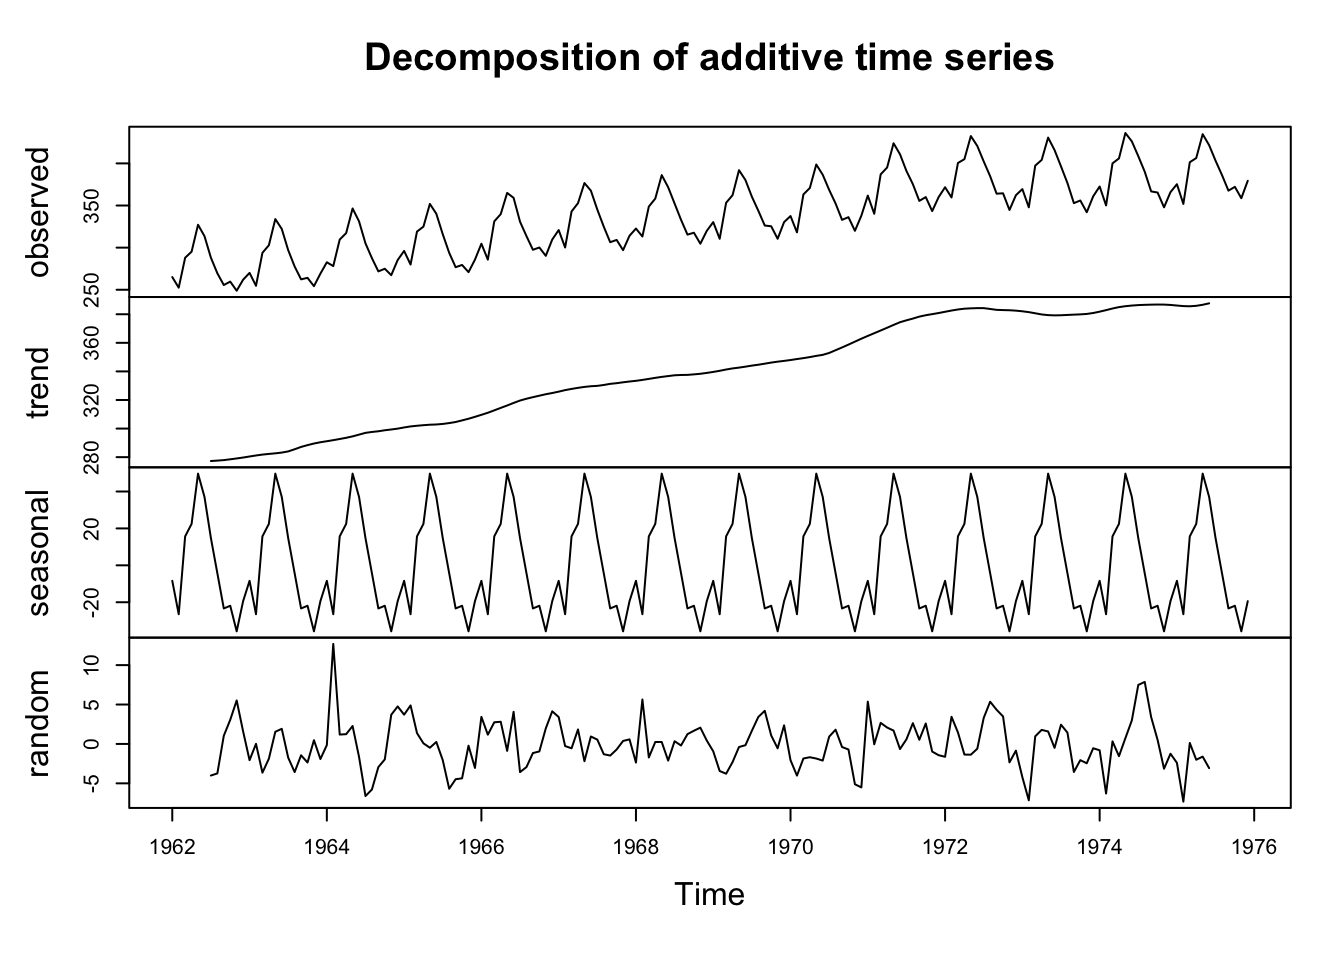 Decomposition of additive time series
observed
350
250
trend
360
320
280
seasonal
20
-20
random
10
5
0
-5
1962 1964 1966 1968 1970 1972 1974 1976
Time